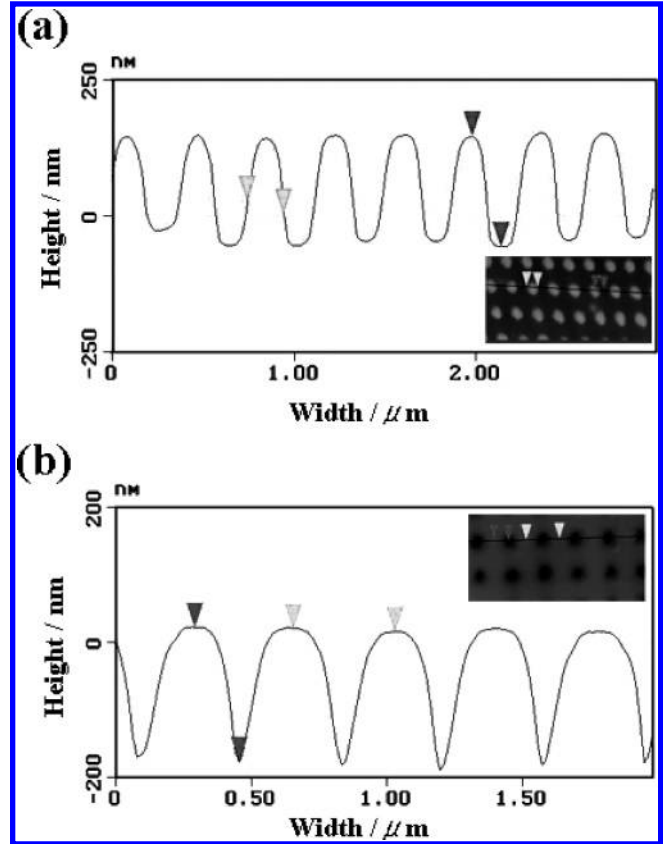 (a)
nM
250
0
-250
Height / nm
0 1.00 2.00
Width / μm
(b)
nM
200
0
-200
Height / nm
0 0.50 1.00 1.50
Width / μm